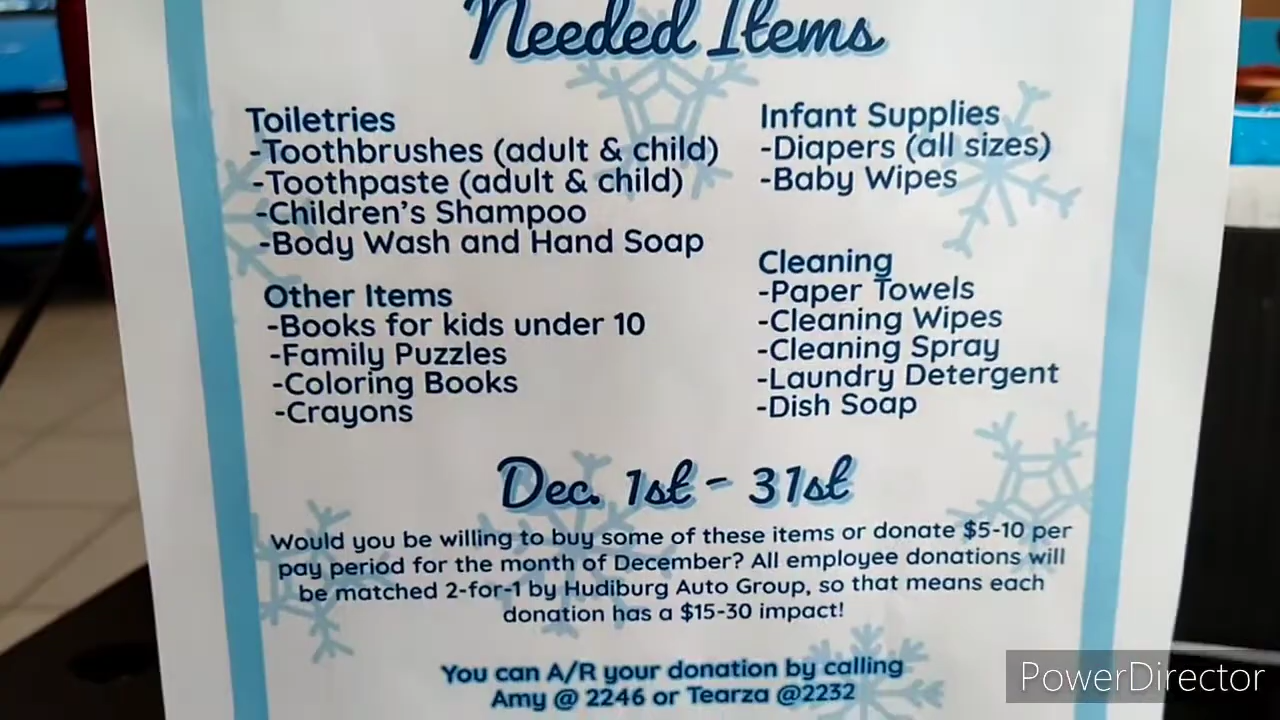 Needed Items
Toiletries
-Toothbrushes (adult & child)
-Toothpaste (adult & child)
-Children's Shampoo
-Body Wash and Hand Soap
Other Items
-Books for kids under 10
-Family Puzzles
-Coloring Books
-Crayons
Infant Supplies
-Diapers (all sizes)
-Baby Wipes
Cleaning
-Paper Towels
-Cleaning Wipes
-Cleaning Spray
-Laundry Detergent
-Dish Soap
Dec. 1st - 31st
Would you be willing to buy some of these items or donate $5-10 per
pay period for the month of December? All employee donations will
be matched 2-for-1 by Hudiburg Auto Group, so that means each
donation has a $15-30 impact!
You can A/R your donation by calling
Amy @ 2246 or Tearza @2232
PowerDirector